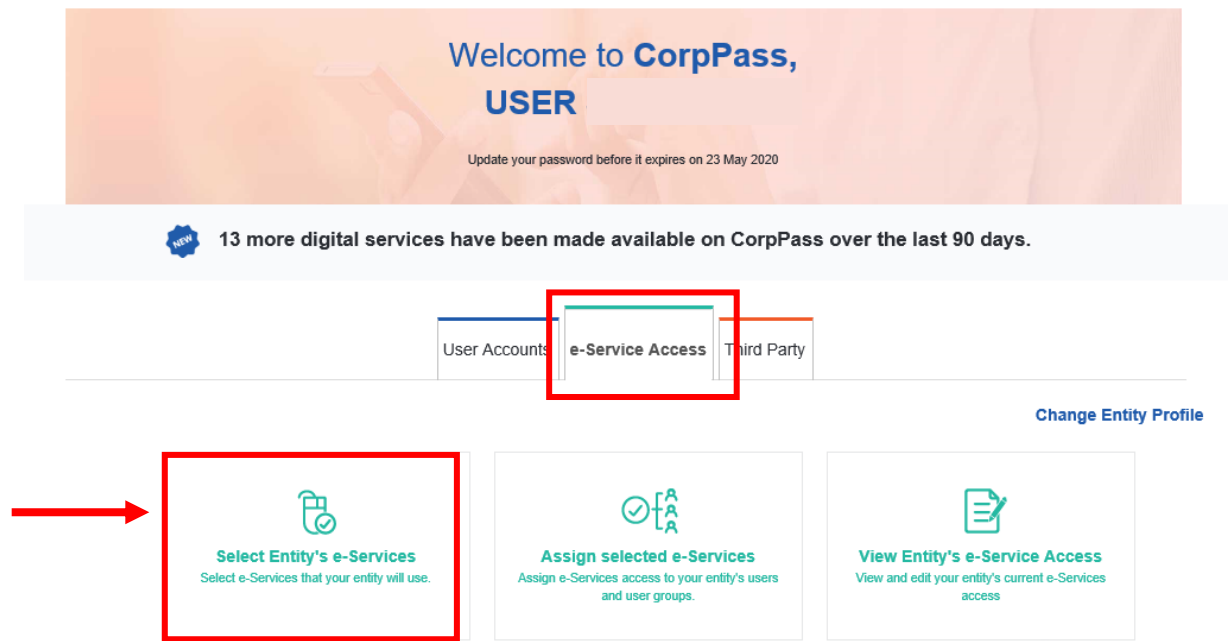 Welcome to CorpPass,
USER
Update your password before it expires on 23 May 2020
NEW
13 more digital services have been made available on CorpPass over the last 90 days.
User Accounts
e-Service Access
Third Party
Change Entity Profile
Select Entity's e-Services
Select e-Services that your entity will use.
Assign selected e-Services
Assign e-Services access to your entity's users
and user groups.
View Entity's e-Service Access
View and edit your entity's current e-Services
access